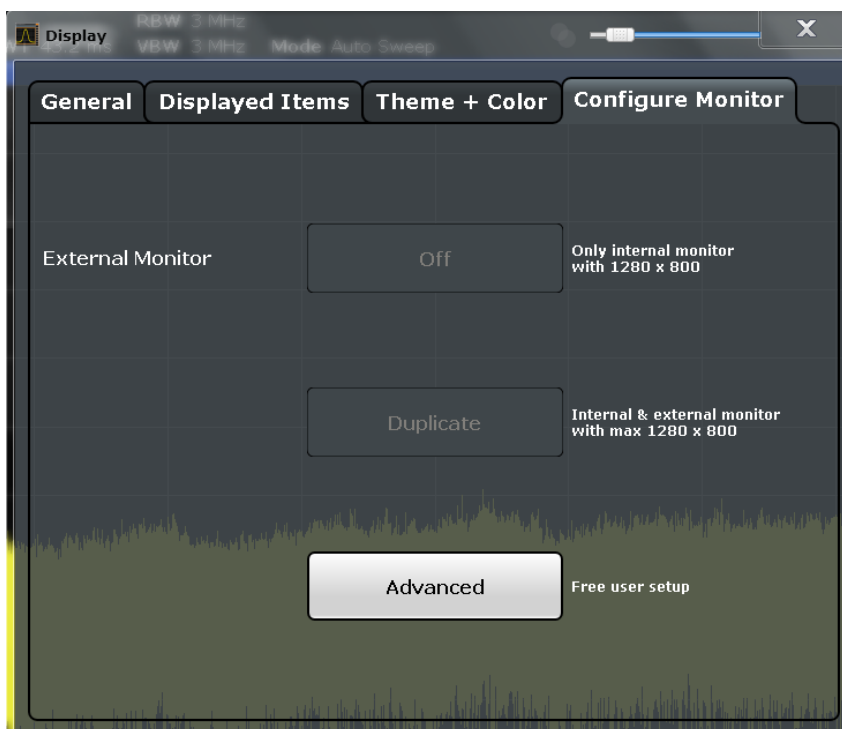 RBW 3 MHz
Display
VBW 3 MHz Mode Auto Sweep
X
General Displayed Items Theme + Color Configure Monitor
External Monitor
Off
Only internal monitor
with 1280 x 800
Duplicate
Internal & external monitor
with max 1280 x 800
Advanced
Free user setup